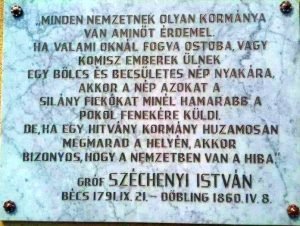 „MINDEN NEMZETNEK OLYAN KORMÁNYA
VAN AMINŐT ÉRDEMEL.
HA VALAMI OKNÁL FOGVA OSTOBA, VAGY
KOMISZ EMBEREK ÜLNEK
EGY BÖLCS ÉS BECSÜLETES NÉP NYAKÁRA,
AKKOR A NÉP AZOKAT A
SILÁNY FICKÓKAT MINÉL HAMARABB A
POKOL FENEKÉRE KÜLDI.
DE, HA EGY HITVÁNY KORMÁNY HUZAMOSAN
MEGMARAD A HELYÉN, AKKOR
BIZONYOS, HOGY A NEMZETBEN VAN A HIBA."
GRÓF SZÉCHENYI ISTVÁN
BÉCS 1791. IX. 21. – DÖBLING 1860. IV. 8.